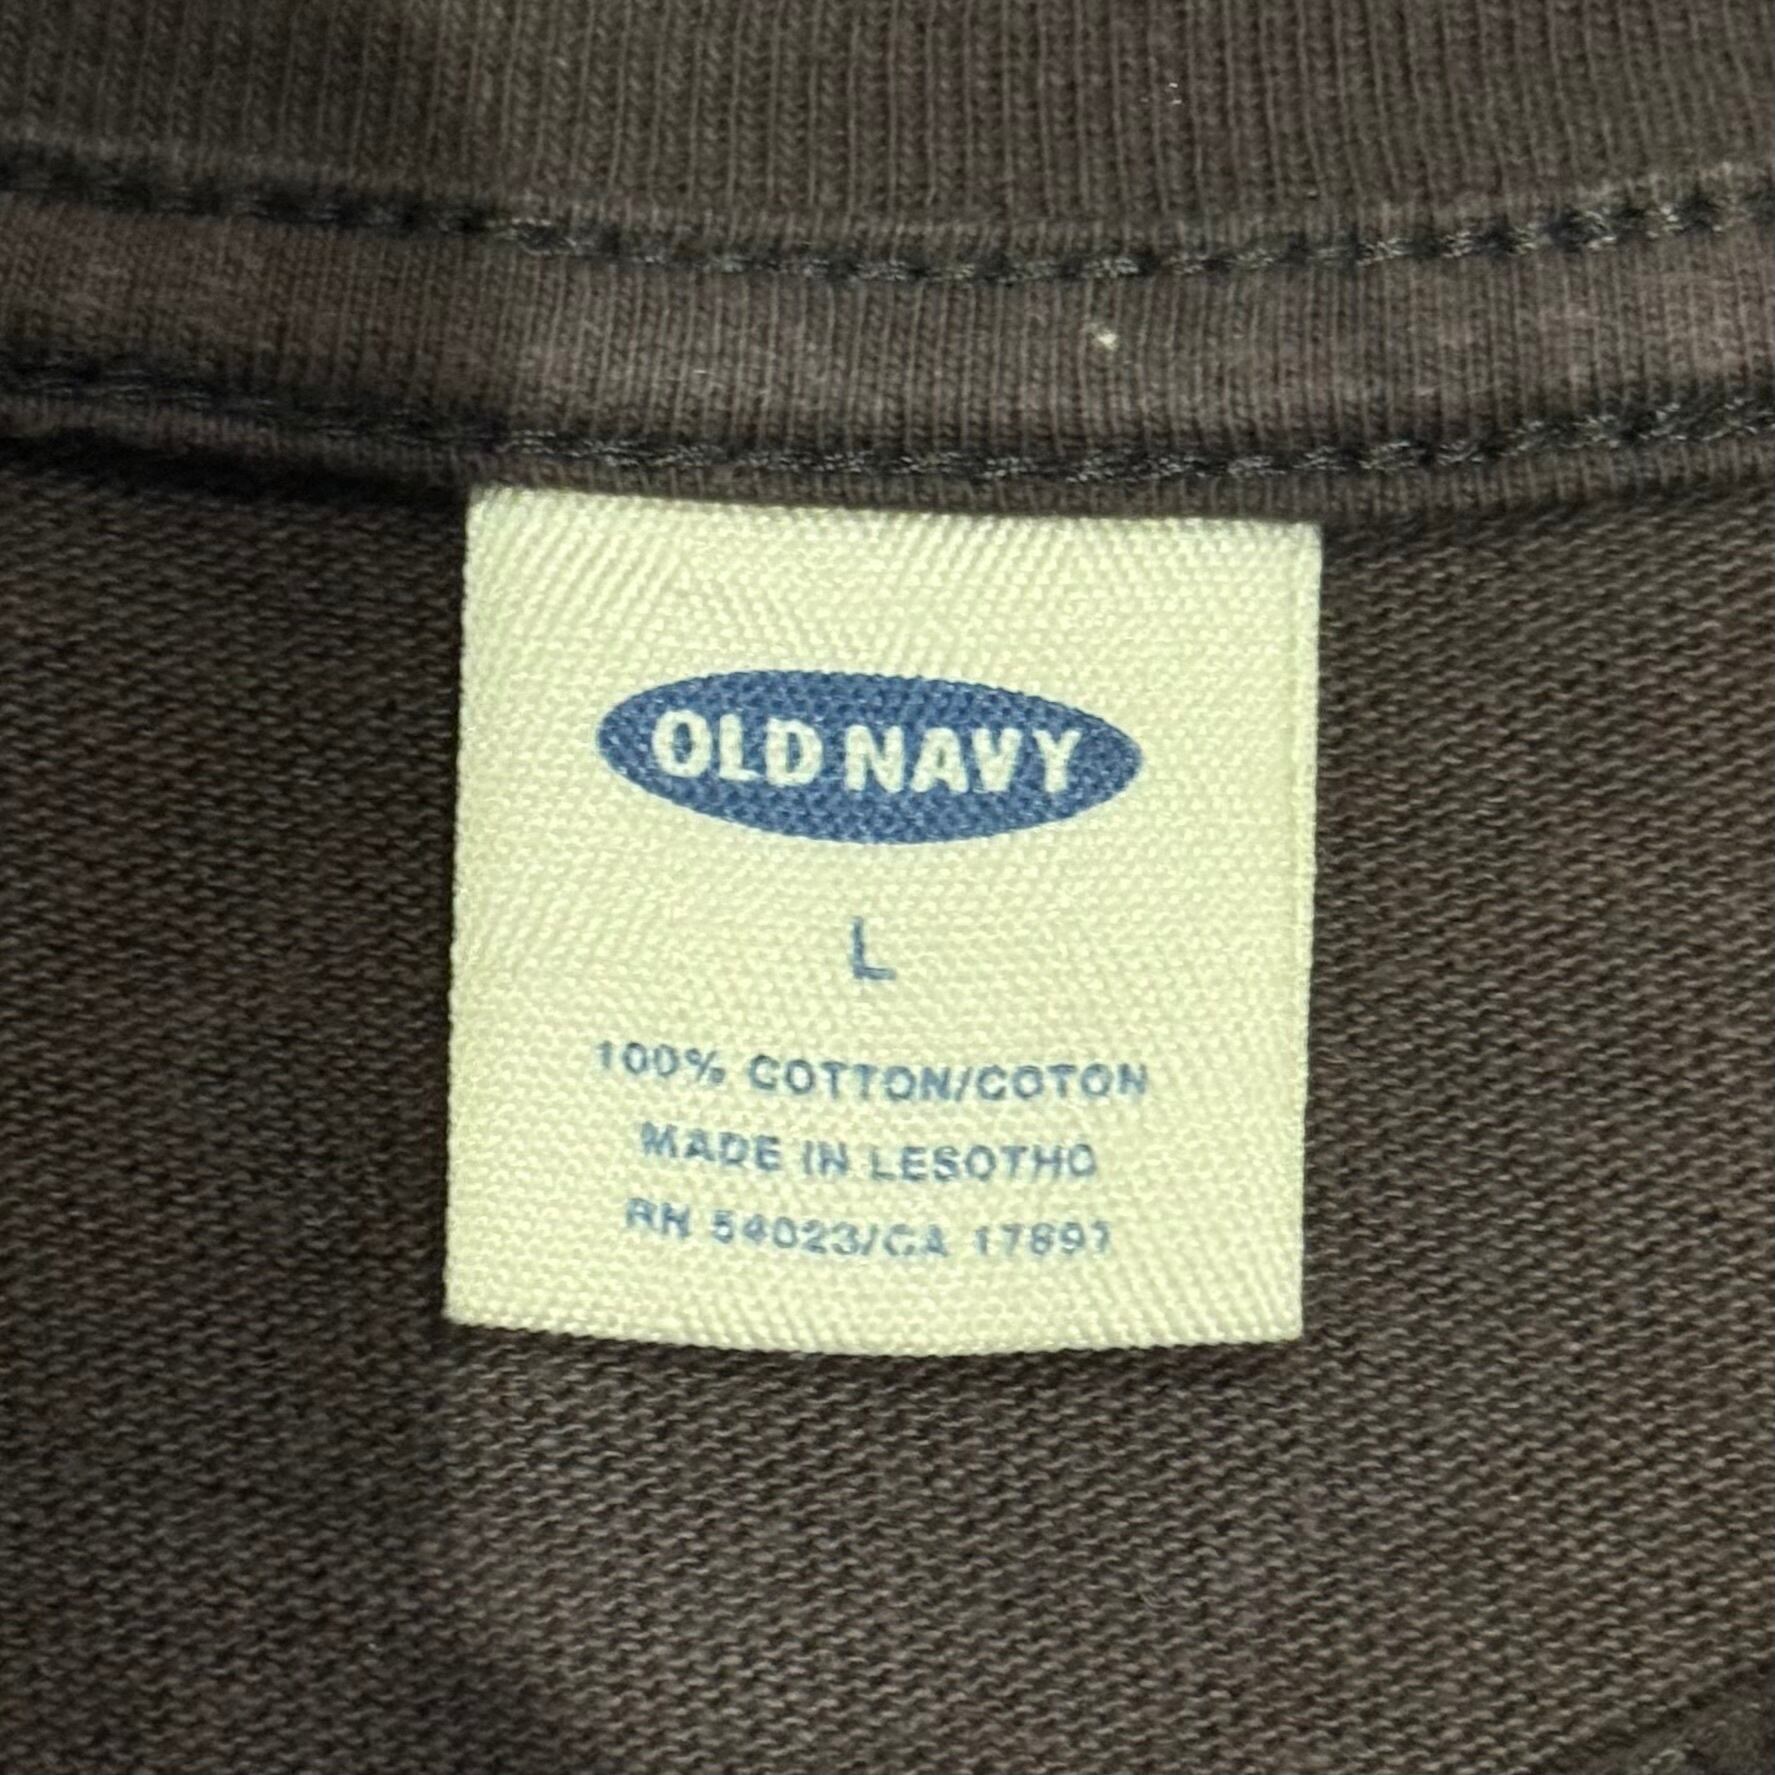 OLD NAVY
L
100% COTTON/COTON
MADE IN LESOTHO
RN 54023/CA 17897